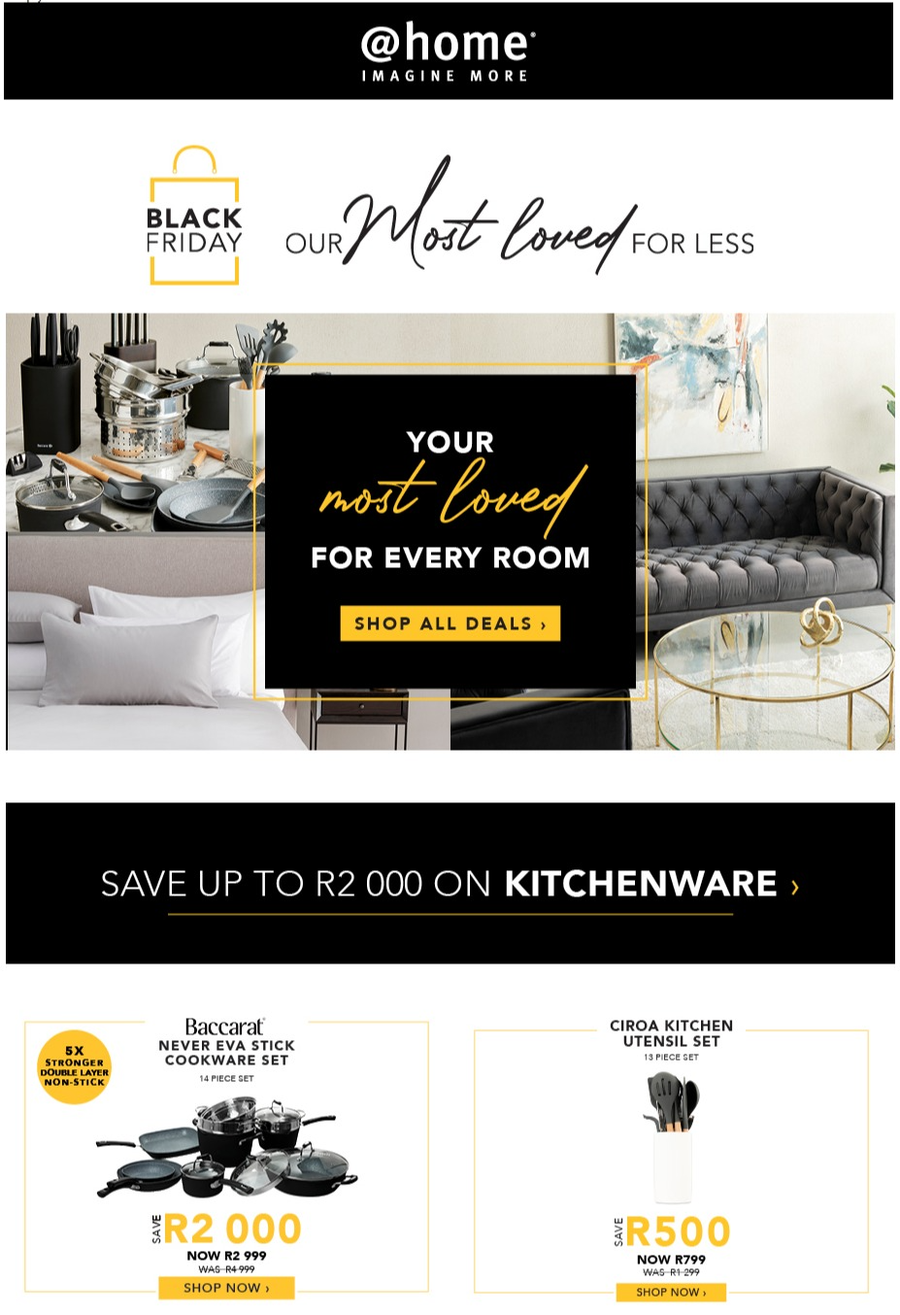 @home
IMAGINE MORE
BLACK
FRIDAY
OUR Most loved FOR LESS
YOUR
most loved
FOR EVERY ROOM
SHOP ALL DEALS ›
SAVE UP TO R2 000 ON KITCHENWARE ›
5X
STRONGER
DOUBLE LAYER
NON-STICK
Baccarat
NEVER EVA STICK
COOKWARE SET
14 PIECE SET
SAVE R2 000
NOW R2 999
WAS R4 999
SHOP NOW ›
CIROA KITCHEN
UTENSIL SET
13 PIECE SET
SAVE R500
NOW R799
WAS R1 299
SHOP NOW ›